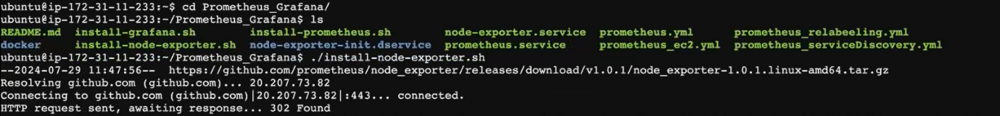 ubuntu@ip-172-31-11-233:~$ cd Prometheus_Grafana/
ubuntu@ip-172-31-11-233:~/Prometheus_Grafana$ ls
README.md install-grafana.sh install-prometheus.sh node-exporter.service prometheus.yml prometheus_relabeeling.yml
docker install-node-exporter.sh node-exporter-init.dservice prometheus.service prometheus_ec2.yml prometheus_serviceDiscovery.yml
ubuntu@ip-172-31-11-233:~/Prometheus_Grafana$ ./install-node-exporter.sh
--2024-07-29 11:47:56-- https://github.com/prometheus/node_exporter/releases/download/v1.0.1/node_exporter-1.0.1.linux-amd64.tar.gz
Resolving github.com (github.com)... 20.207.73.82
Connecting to github.com (github.com)|20.207.73.82|:443... connected.
HTTP request sent, awaiting response... 302 Found